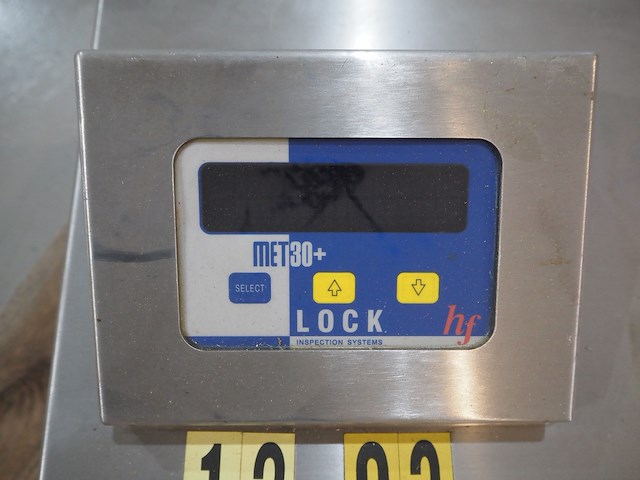 MET30+
SELECT
LOCK
hf
INSPECTION SYSTEMS